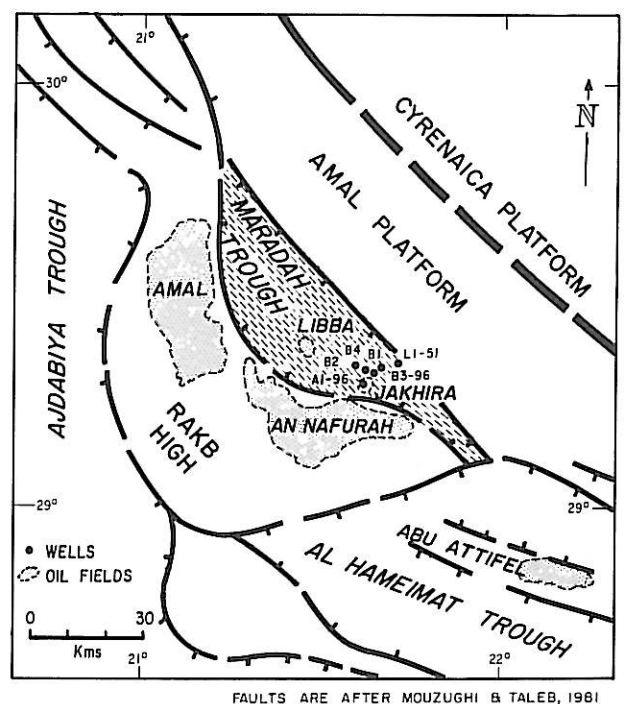 21°
30°
N
CYRENAICA PLATFORM
AMAL PLATFORM
MARADAH
TROUGH
AJDABIYA TROUGH
AMAL
LIBBA
B4 B1 L1-51
B2
A1-96 B3-96
JAKHIRA
AN NAFURAH
RAKB
HIGH
29° 29°
ABU ATTIFEL
AL HAMEIMAT TROUGH
WELLS
OIL FIELDS
0 30
Kms
21° 22°
FAULTS ARE AFTER MOUZUGHI & TALEB, 1981